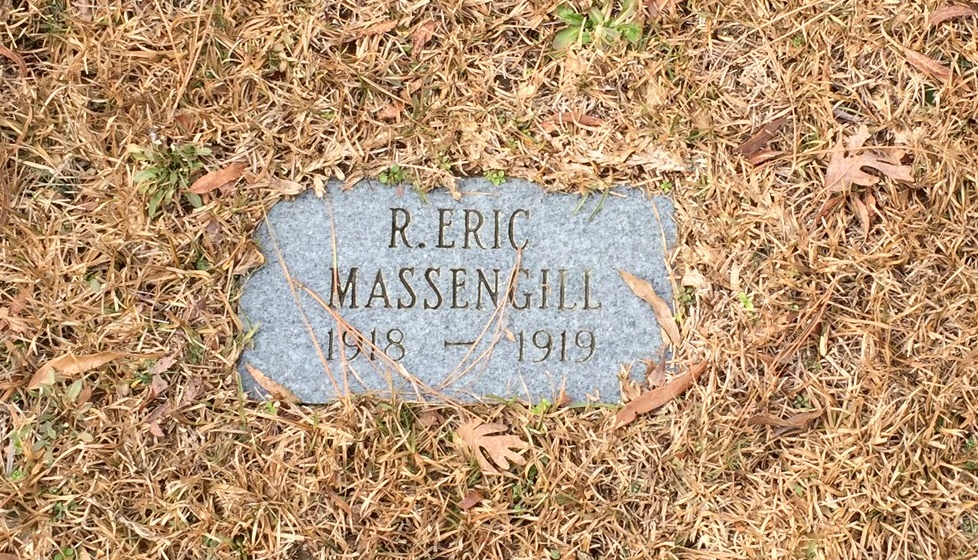 R. ERIC
MASSENGILL
1918 — 1919